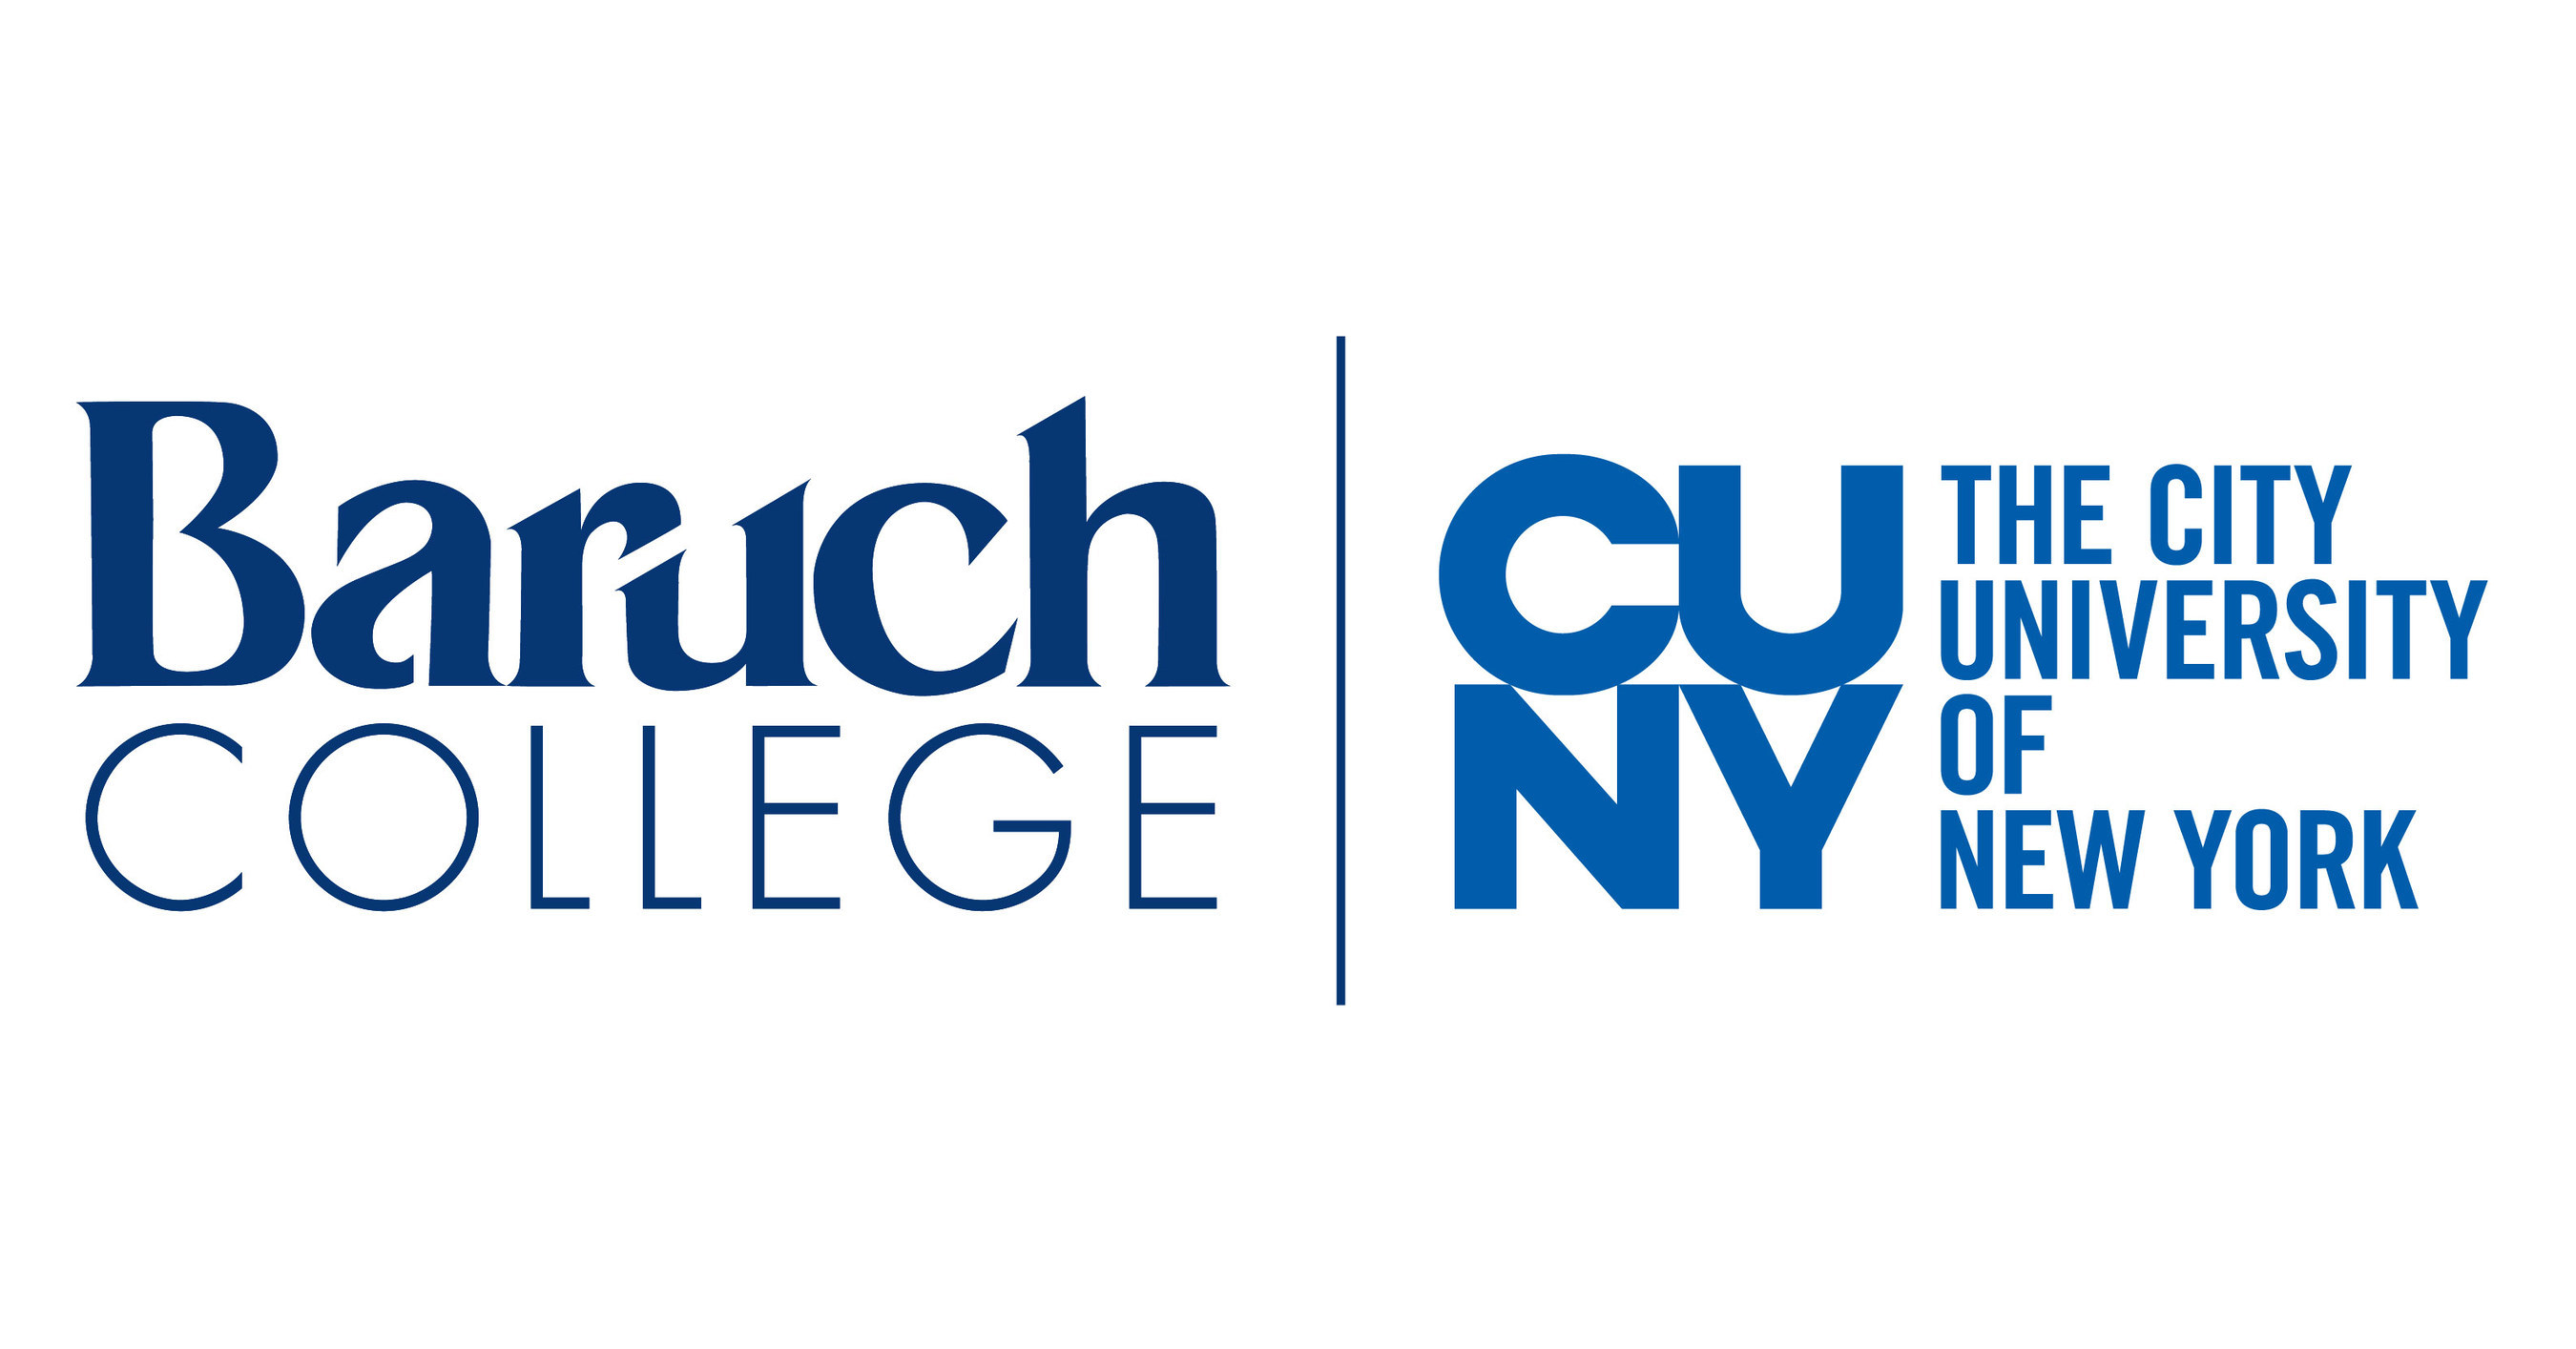 Baruch
COLLEGE
CU
NY
THE CITY
UNIVERSITY
OF
NEW YORK